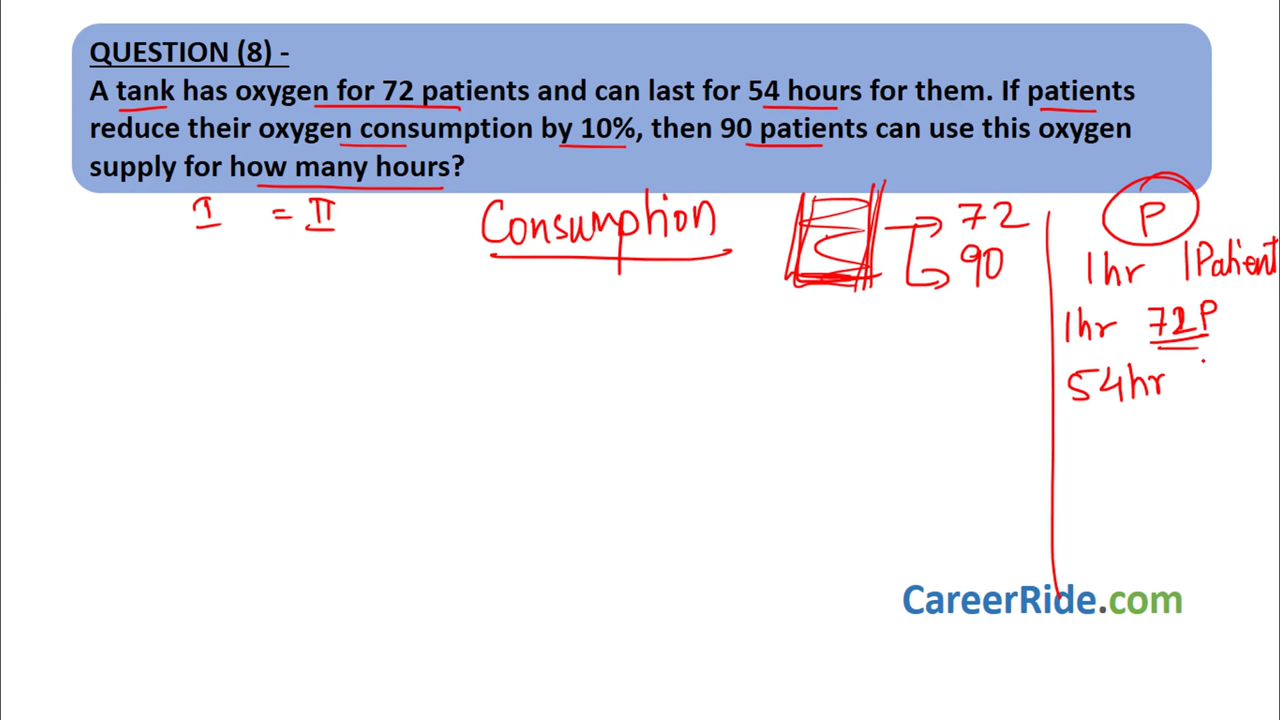 QUESTION (8) -
A tank has oxygen for 72 patients and can last for 54 hours for them. If patients
reduce their oxygen consumption by 10%, then 90 patients can use this oxygen
supply for how many hours?
I = II
Consumption
72
90
P
1hr 1Patient
1hr 72P
54hr
CareerRide.com